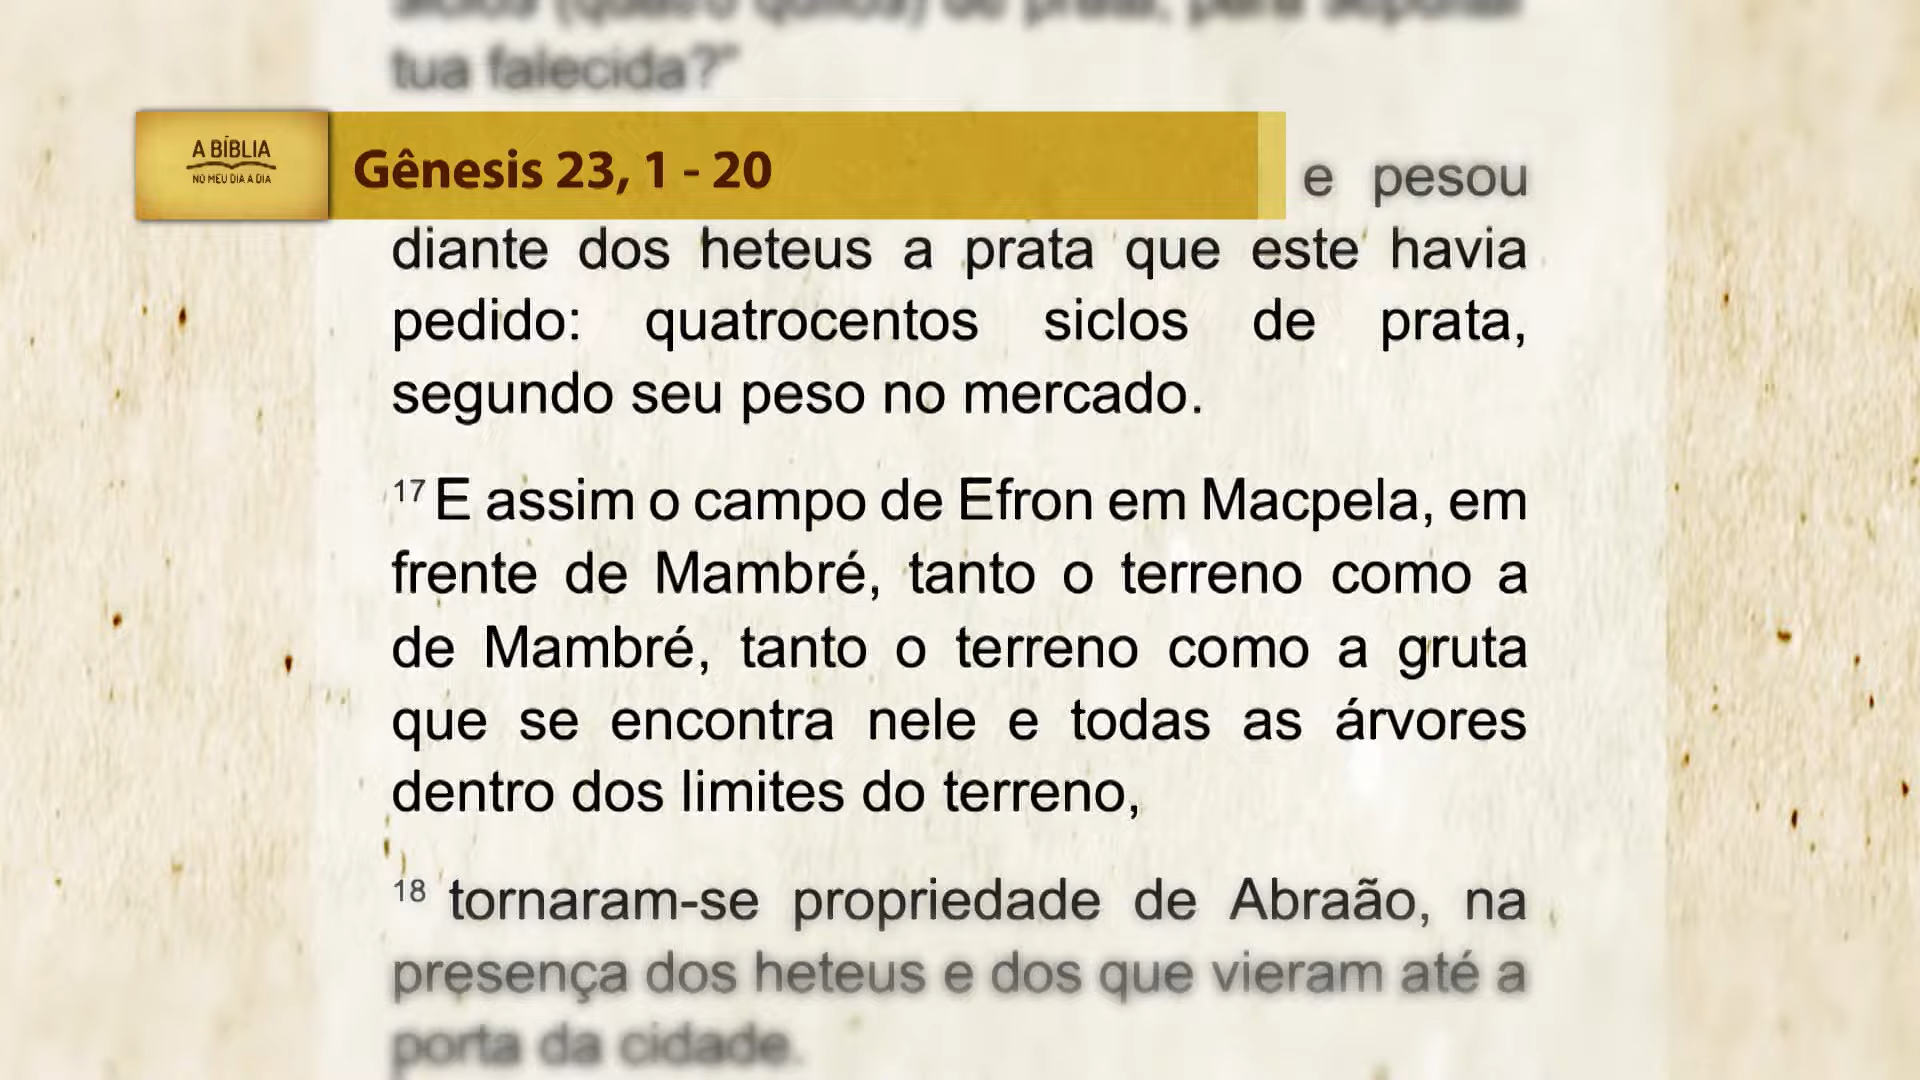 tua falecida?"
A BÍBLIA
NO MEU DIA A DIA
Gênesis 23, 1 - 20
e pesou
diante dos heteus a prata que este havia
pedido: quatrocentos siclos de prata,
segundo seu peso no mercado.
17 E assim o campo de Efron em Macpela, em
frente de Mambré, tanto o terreno como a
de Mambré, tanto o terreno como a gruta
que se encontra nele e todas as árvores
dentro dos limites do terreno,
18 tornaram-se propriedade de Abraão, na
presença dos heteus e dos que vieram até a
porta da cidade.